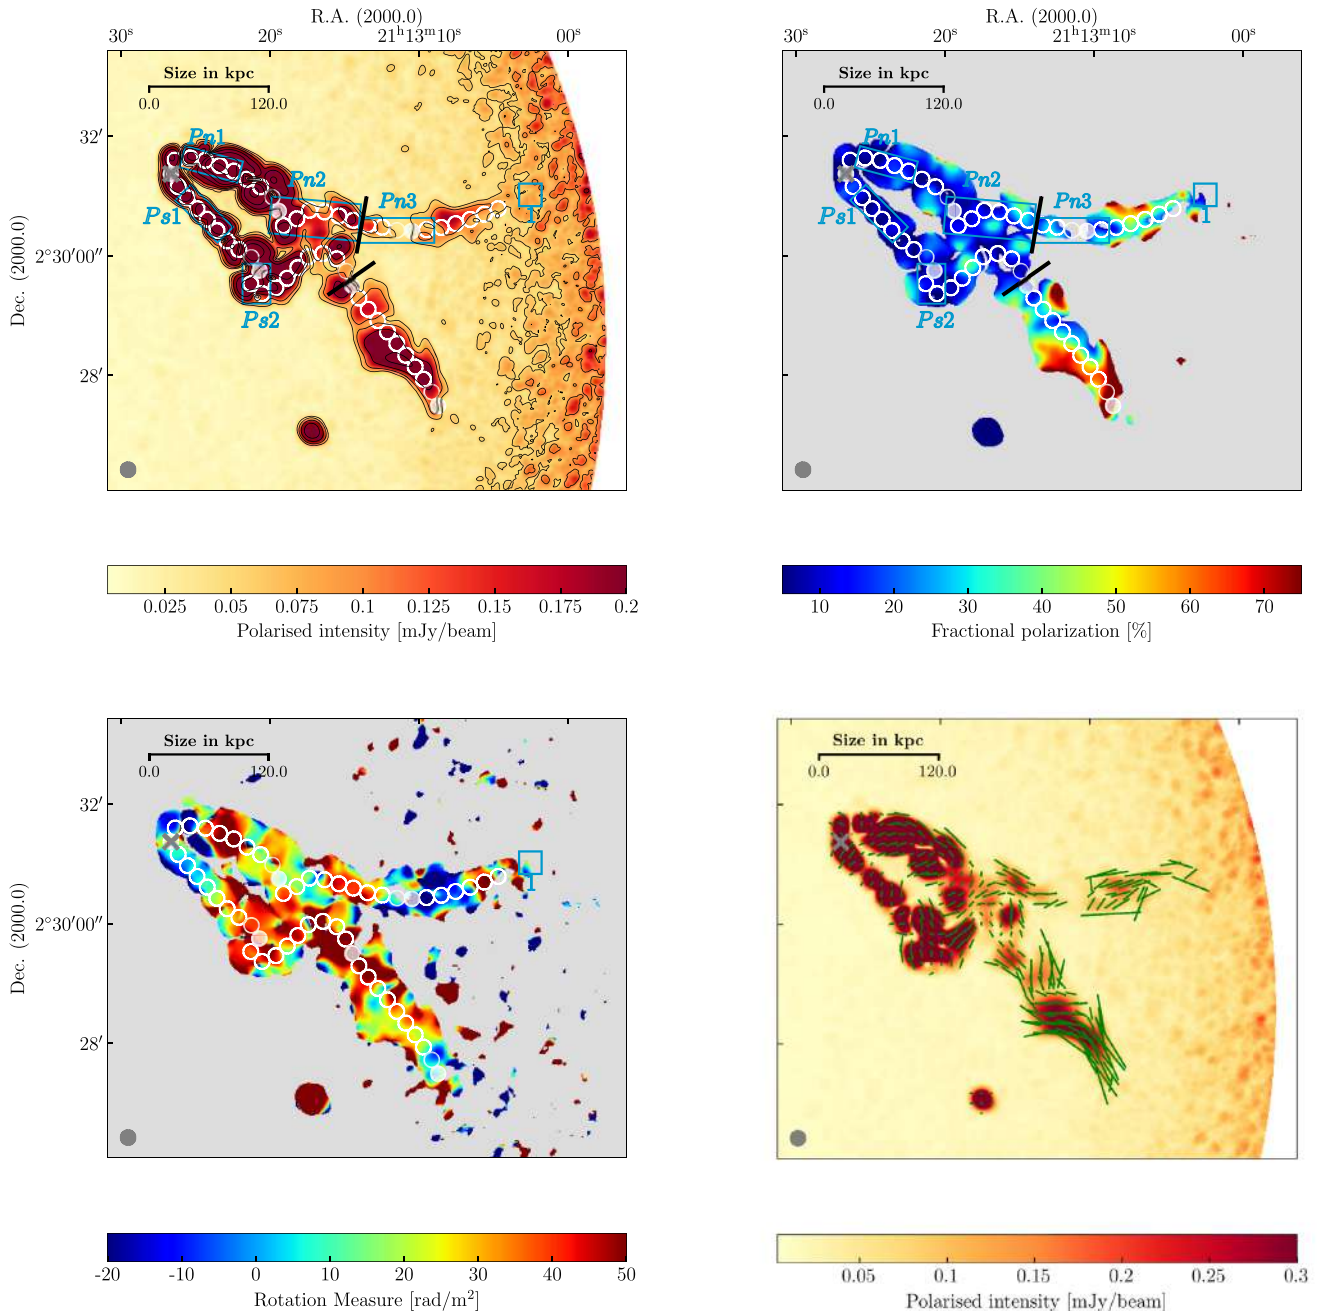 R.A. (2000.0)
30ˢ 20ˢ 21ʰ13ᵐ10ˢ 00ˢ
Size in kpc
0.0 120.0
32′
2°30′00″
28′
Dec. (2000.0)
Pn1
Pn2
Pn3
Ps1
Ps2
T
0.025 0.05 0.075 0.1 0.125 0.15 0.175 0.2
Polarised intensity [mJy/beam]
R.A. (2000.0)
30ˢ 20ˢ 21ʰ13ᵐ10ˢ 00ˢ
Size in kpc
0.0 120.0
Pn1
Pn2
Pn3
Ps1
Ps2
T
10 20 30 40 50 60 70
Fractional polarization [%]
Size in kpc
0.0 120.0
32′
2°30′00″
28′
Dec. (2000.0)
T
-20 -10 0 10 20 30 40 50
Rotation Measure [rad/m²]
Size in kpc
0.0 120.0
0.05 0.1 0.15 0.2 0.25 0.3
Polarised intensity [mJy/beam]